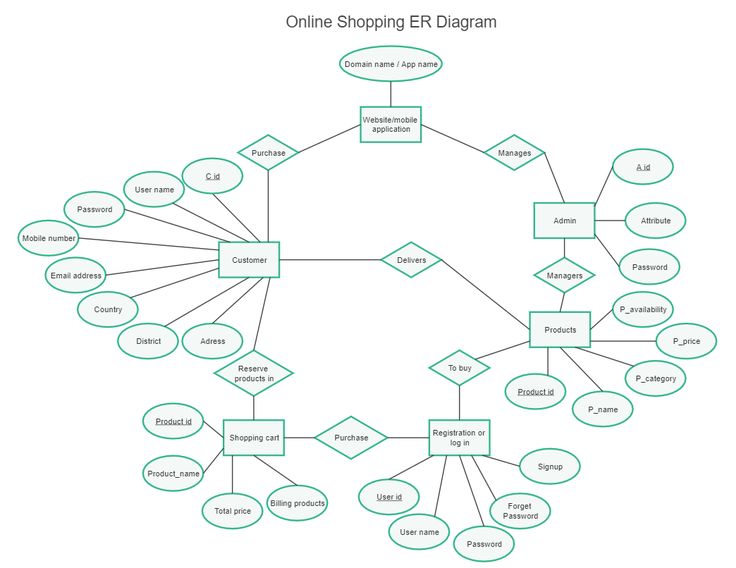 Online Shopping ER Diagram
Domain name / App name
Website/mobile
application
Purchase
Manages
C id
User name
Password
Mobile number
Email address
Country
District
Adress
Customer
Delivers
A id
Attribute
Password
Admin
Managers
Products
P_availability
P_price
P_category
P_name
Product id
To buy
Reserve
products in
Product id
Product_name
Total price
Billing products
Shopping cart
Purchase
Registration or
log in
User id
User name
Password
Forget
Password
Signup